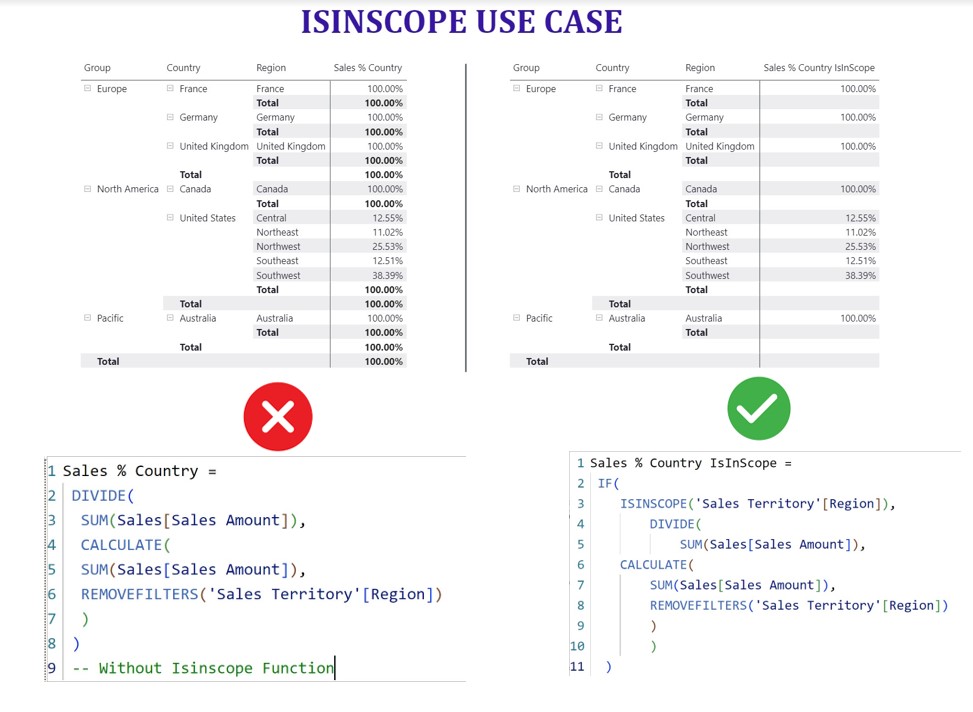 ISINSCOPE USE CASE
Group Country Region Sales % Country
Europe France France 100.00%
Total 100.00%
Germany Germany 100.00%
Total 100.00%
United Kingdom United Kingdom 100.00%
Total 100.00%
Total 100.00%
North America Canada Canada 100.00%
Total 100.00%
United States Central 12.55%
Northeast 11.02%
Northwest 25.53%
Southeast 12.51%
Southwest 38.39%
Total 100.00%
Total 100.00%
Pacific Australia Australia 100.00%
Total 100.00%
Total 100.00%
Total 100.00%
Group Country Region Sales % Country IsInScope
Europe France France 100.00%
Total
Germany Germany 100.00%
Total
United Kingdom United Kingdom 100.00%
Total
Total
North America Canada Canada 100.00%
Total
United States Central 12.55%
Northeast 11.02%
Northwest 25.53%
Southeast 12.51%
Southwest 38.39%
Total
Total
Pacific Australia Australia 100.00%
Total
Total
Total
1 Sales % Country =
2 DIVIDE(
3 SUM(Sales[Sales Amount]),
4 CALCULATE(
5 SUM(Sales[Sales Amount]),
6 REMOVEFILTERS('Sales Territory'[Region])
7 )
8 )
9 -- Without Isinscope Function
1 Sales % Country IsInScope =
2 IF(
3 ISINSCOPE('Sales Territory'[Region]),
4 DIVIDE(
5 SUM(Sales[Sales Amount]),
6 CALCULATE(
7 SUM(Sales[Sales Amount]),
8 REMOVEFILTERS('Sales Territory'[Region])
9 )
10 )
11 )